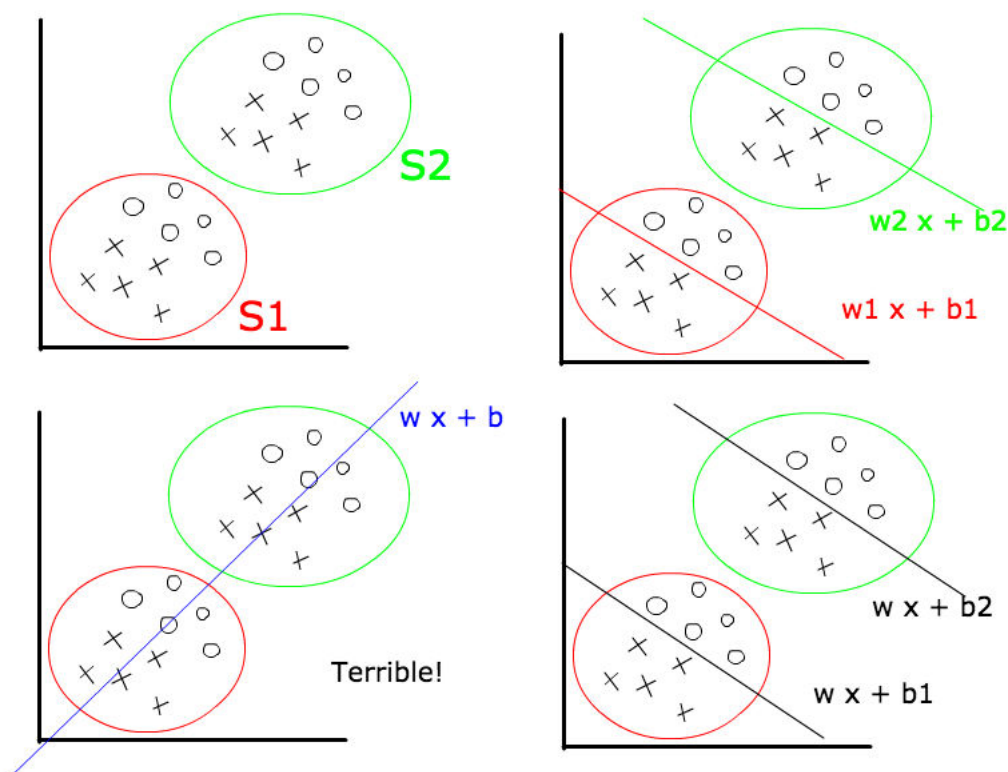 S2
S1
w2 x + b2
w1 x + b1
w x + b
Terrible!
w x + b2
w x + b1